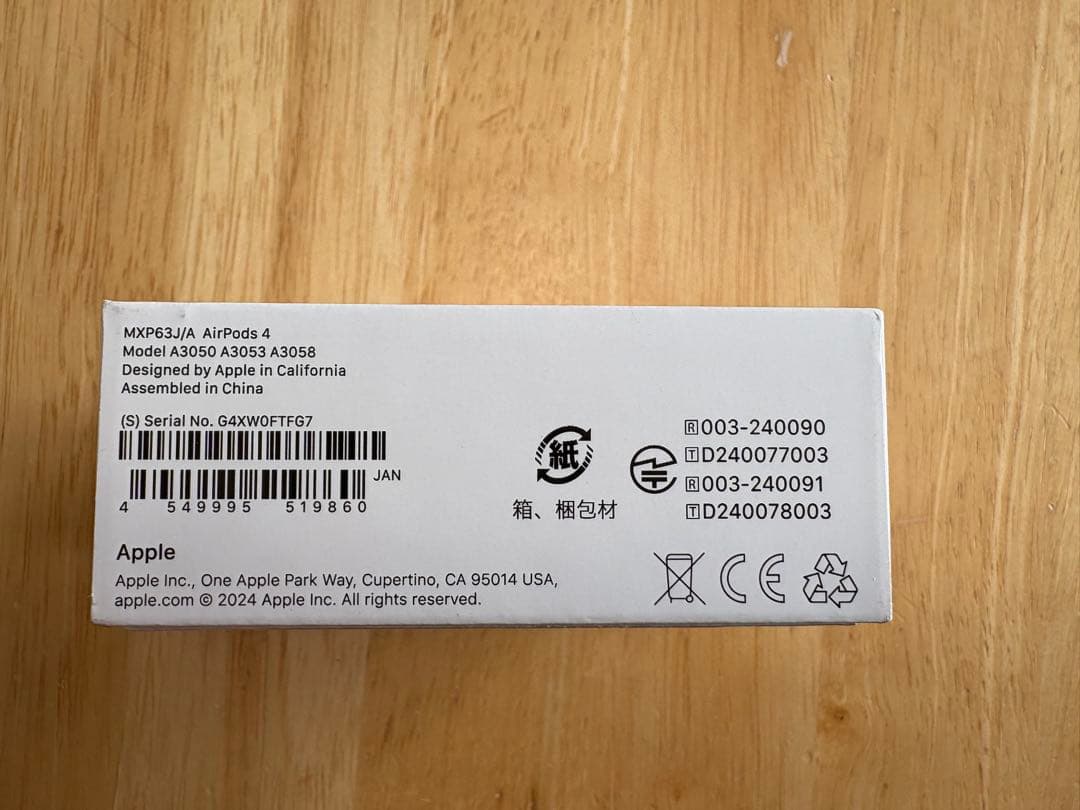 MXP63J/A AirPods 4
Model A3050 A3053 A3058
Designed by Apple in California
Assembled in China
(S) Serial No. G4XW0FTFG7
JAN
4 549995 519860
紙
箱、梱包材
R003-240090
TD240077003
R003-240091
TD240078003
Apple
Apple Inc., One Apple Park Way, Cupertino, CA 95014 USA,
apple.com © 2024 Apple Inc. All rights reserved.
CE